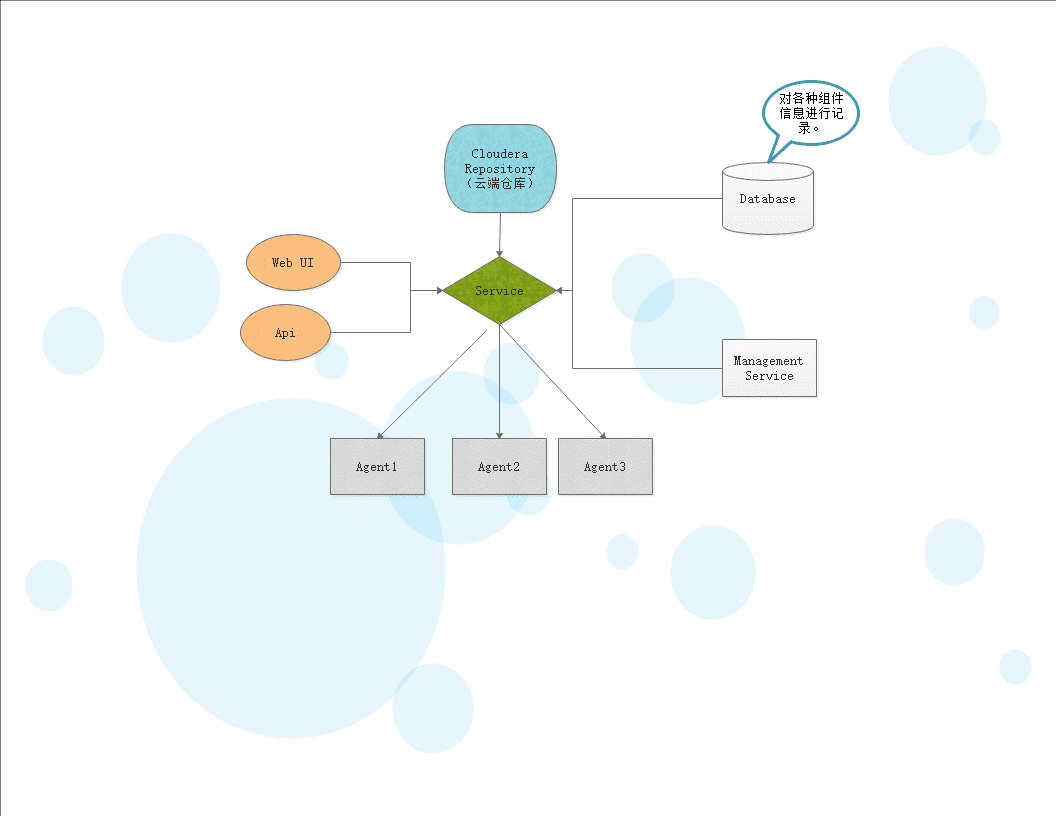 对各种组件
信息进行记
录。
Cloudera
Repository
（云端仓库）
Database
Web UI
Service
Api
Management
Service
Agent1
Agent2
Agent3